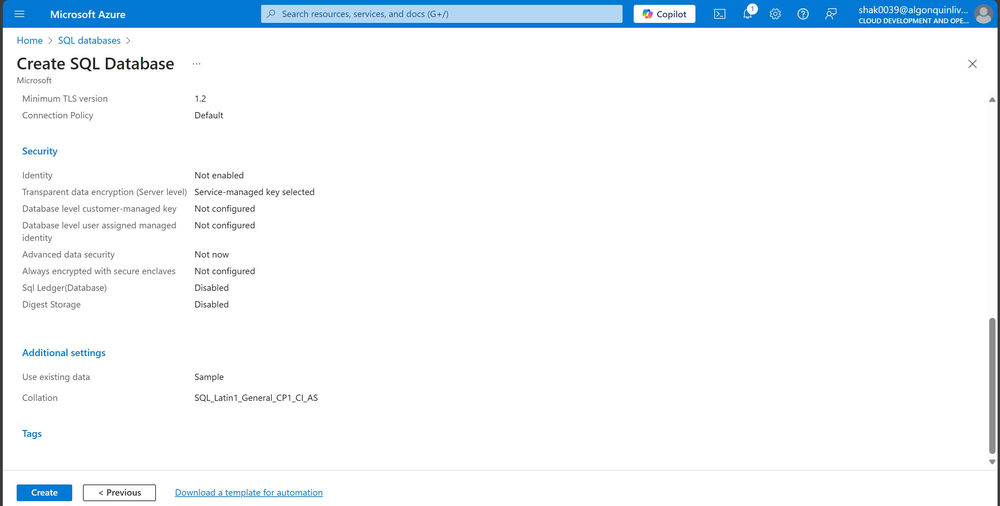 Microsoft Azure
Search resources, services, and docs (G+/)
Copilot
1
shak0039@algonquinliv...
CLOUD DEVELOPMENT AND OPE...
Home > SQL databases >
Create SQL Database ...
Microsoft
Minimum TLS version 1.2
Connection Policy Default
Security
Identity Not enabled
Transparent data encryption (Server level) Service-managed key selected
Database level customer-managed key Not configured
Database level user assigned managed Not configured
identity
Advanced data security Not now
Always encrypted with secure enclaves Not configured
Sql Ledger(Database) Disabled
Digest Storage Disabled
Additional settings
Use existing data Sample
Collation SQL_Latin1_General_CP1_CI_AS
Tags
Create
< Previous
Download a template for automation